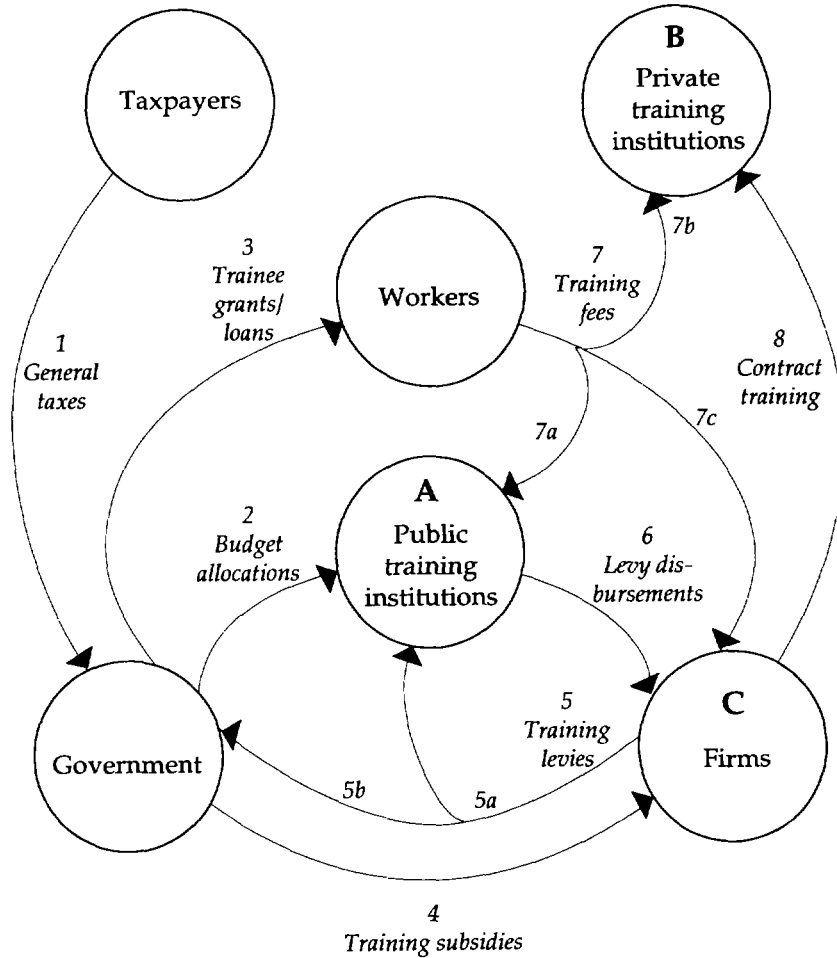 B
Private
training
institutions
Taxpayers
7b
3
Trainee
grants/
loans
Workers
7
Training
fees
1
General
taxes
8
Contract
training
7a
7c
A
Public
training
institutions
2
Budget
allocations
6
Levy dis-
bursements
C
Firms
5
Training
levies
Government
5b
5a
4
Training subsidies